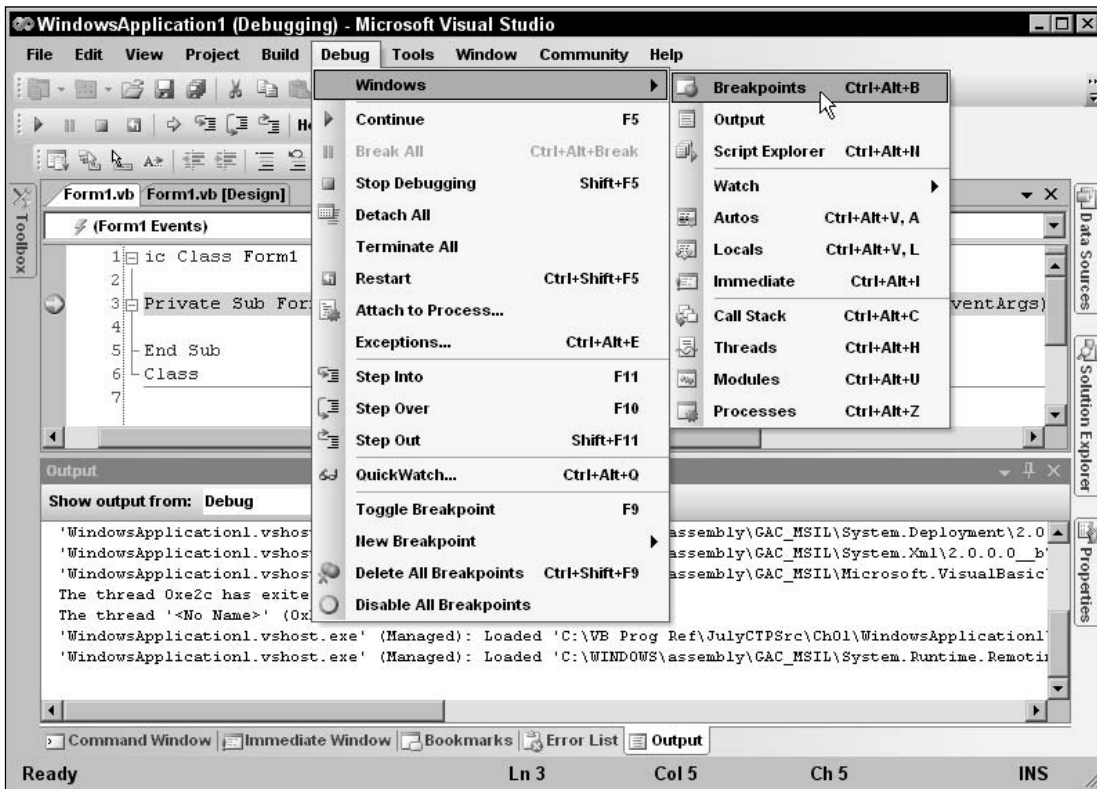 WindowsApplication1 (Debugging) - Microsoft Visual Studio
File Edit View Project Build Debug Tools Window Community Help
Windows
Continue F5
Break All Ctrl+Alt+Break
Stop Debugging Shift+F5
Detach All
Terminate All
Restart Ctrl+Shift+F5
Attach to Process...
Exceptions... Ctrl+Alt+E
Step Into F11
Step Over F10
Step Out Shift+F11
QuickWatch... Ctrl+Alt+Q
Toggle Breakpoint F9
New Breakpoint
Delete All Breakpoints Ctrl+Shift+F9
Disable All Breakpoints
Breakpoints Ctrl+Alt+B
Output
Script Explorer Ctrl+Alt+N
Watch
Autos Ctrl+Alt+V, A
Locals Ctrl+Alt+V, L
Immediate Ctrl+Alt+I
Call Stack Ctrl+Alt+C
Threads Ctrl+Alt+H
Modules Ctrl+Alt+U
Processes Ctrl+Alt+Z
Toolbox
Form1.vb Form1.vb [Design]
(Form1 Events)
1 ic Class Form1
2
3 Private Sub For ventArgs)
4
5 End Sub
6 Class
7
Data Sources
Solution Explorer
Properties
Output
Show output from: Debug
'WindowsApplication1.vshos assembly\GAC_MSIL\System.Deployment\2.0
'WindowsApplication1.vshos assembly\GAC_MSIL\System.Xml\2.0.0.0__b
'WindowsApplication1.vshos assembly\GAC_MSIL\Microsoft.VisualBasic
The thread 0xe2c has exite
The thread '<No Name>' (0x
'WindowsApplication1.vshost.exe' (Managed): Loaded 'C:\VB Prog Ref\JulyCTPSrc\Ch01\WindowsApplication1
'WindowsApplication1.vshost.exe' (Managed): Loaded 'C:\WINDOWS\assembly\GAC_MSIL\System.Runtime.Remoti
Command Window Immediate Window Bookmarks Error List Output
Ready Ln 3 Col 5 Ch 5 INS